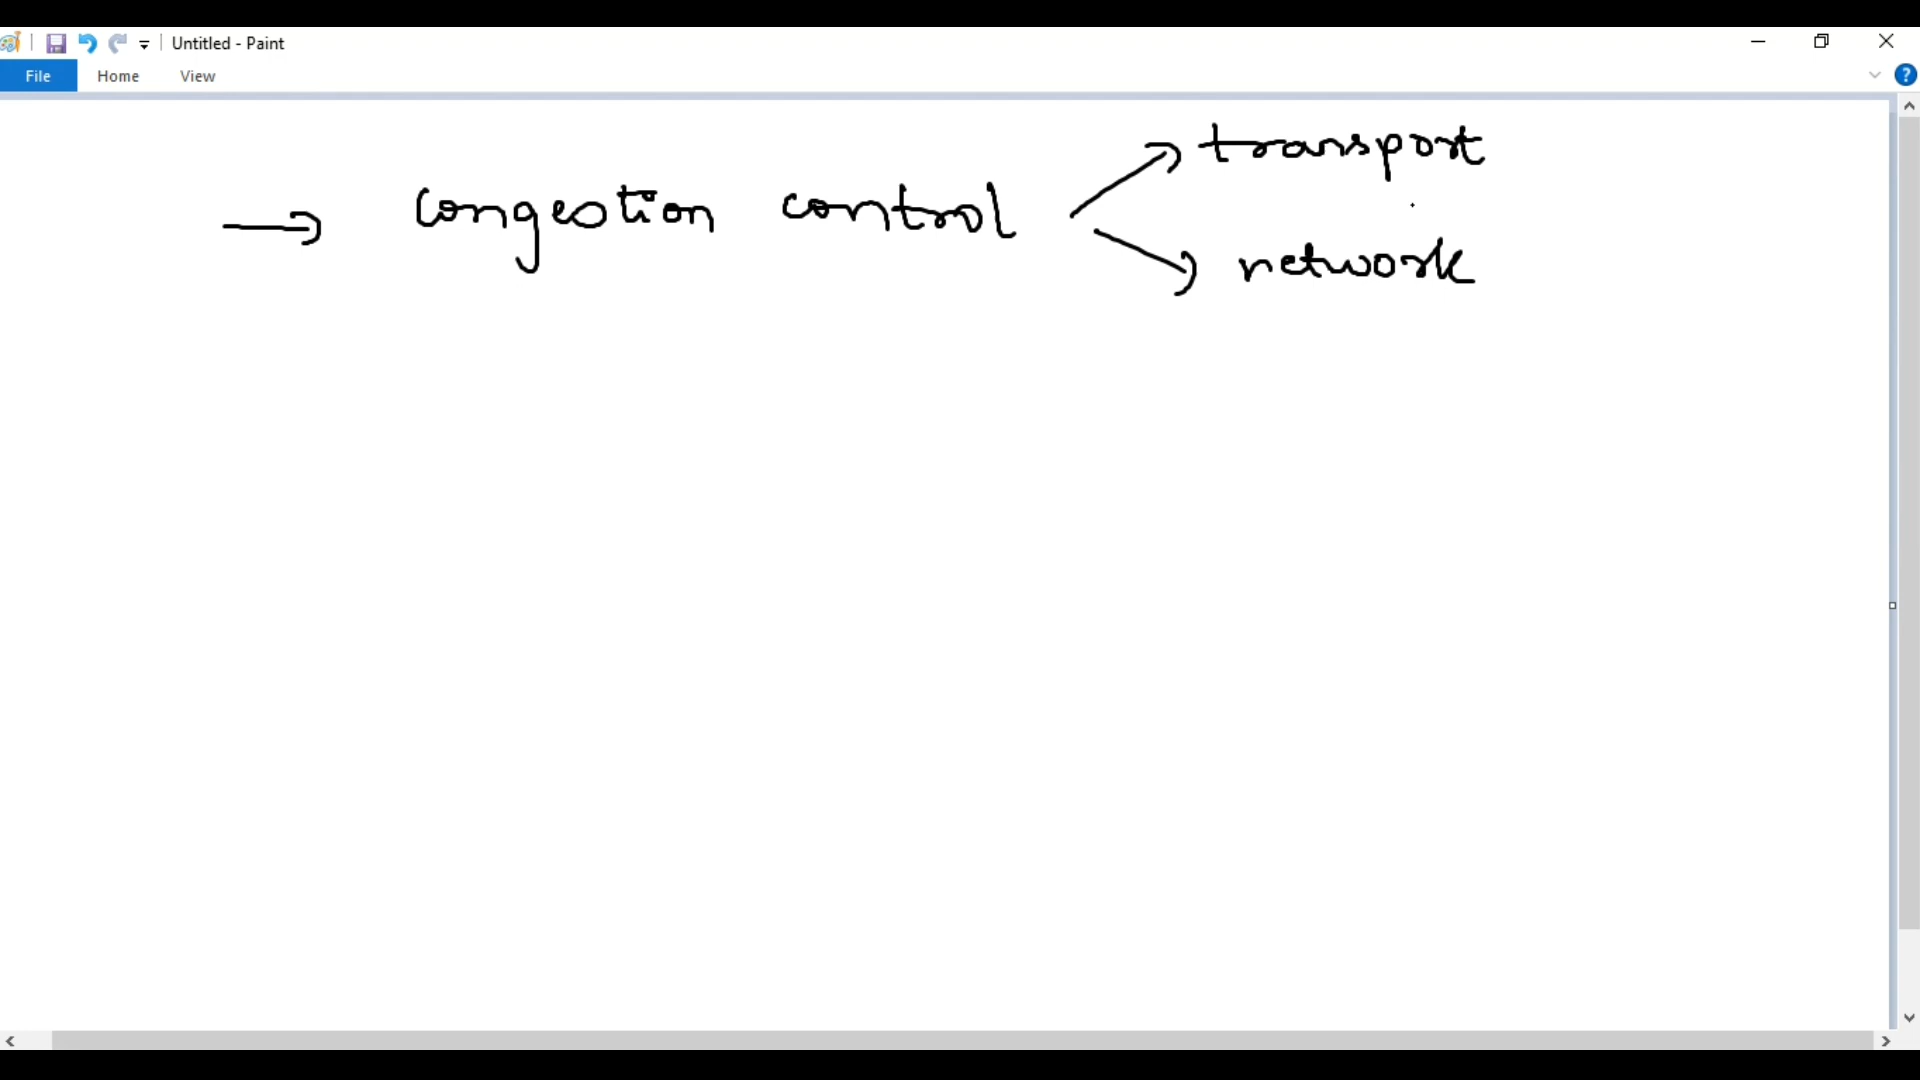 Untitled - Paint
File Home View
transport
→ Congestion control
network